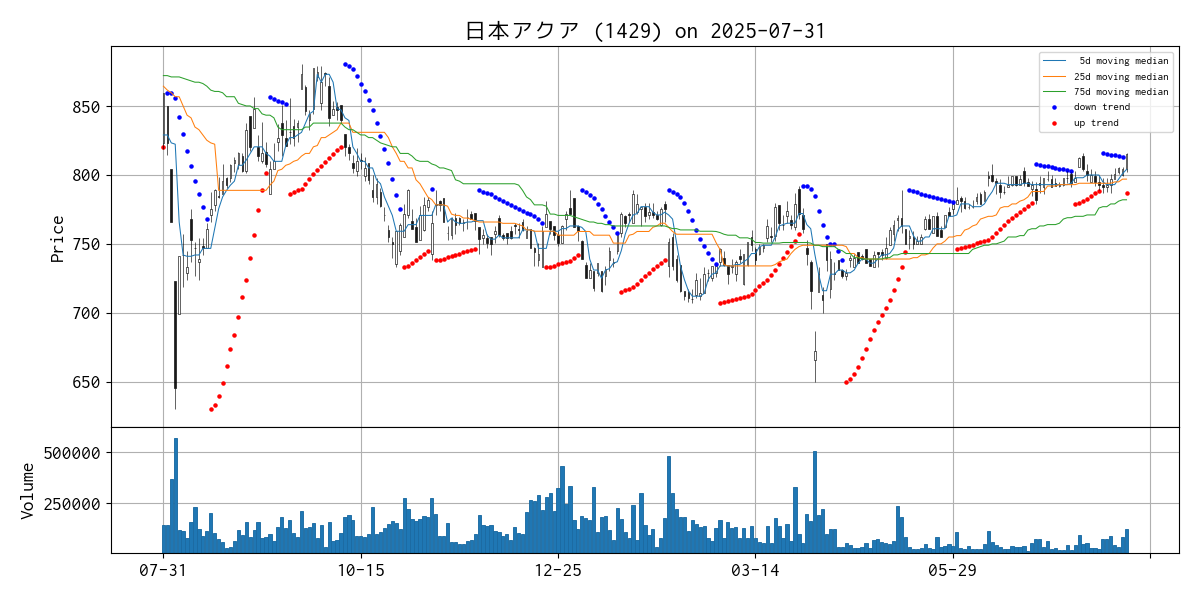 日本アクア (1429) on 2025-07-31
5d moving median
25d moving median
75d moving median
down trend
up trend
Price
850
800
750
700
650
Volume
500000
250000
07-31 10-15 12-25 03-14 05-29